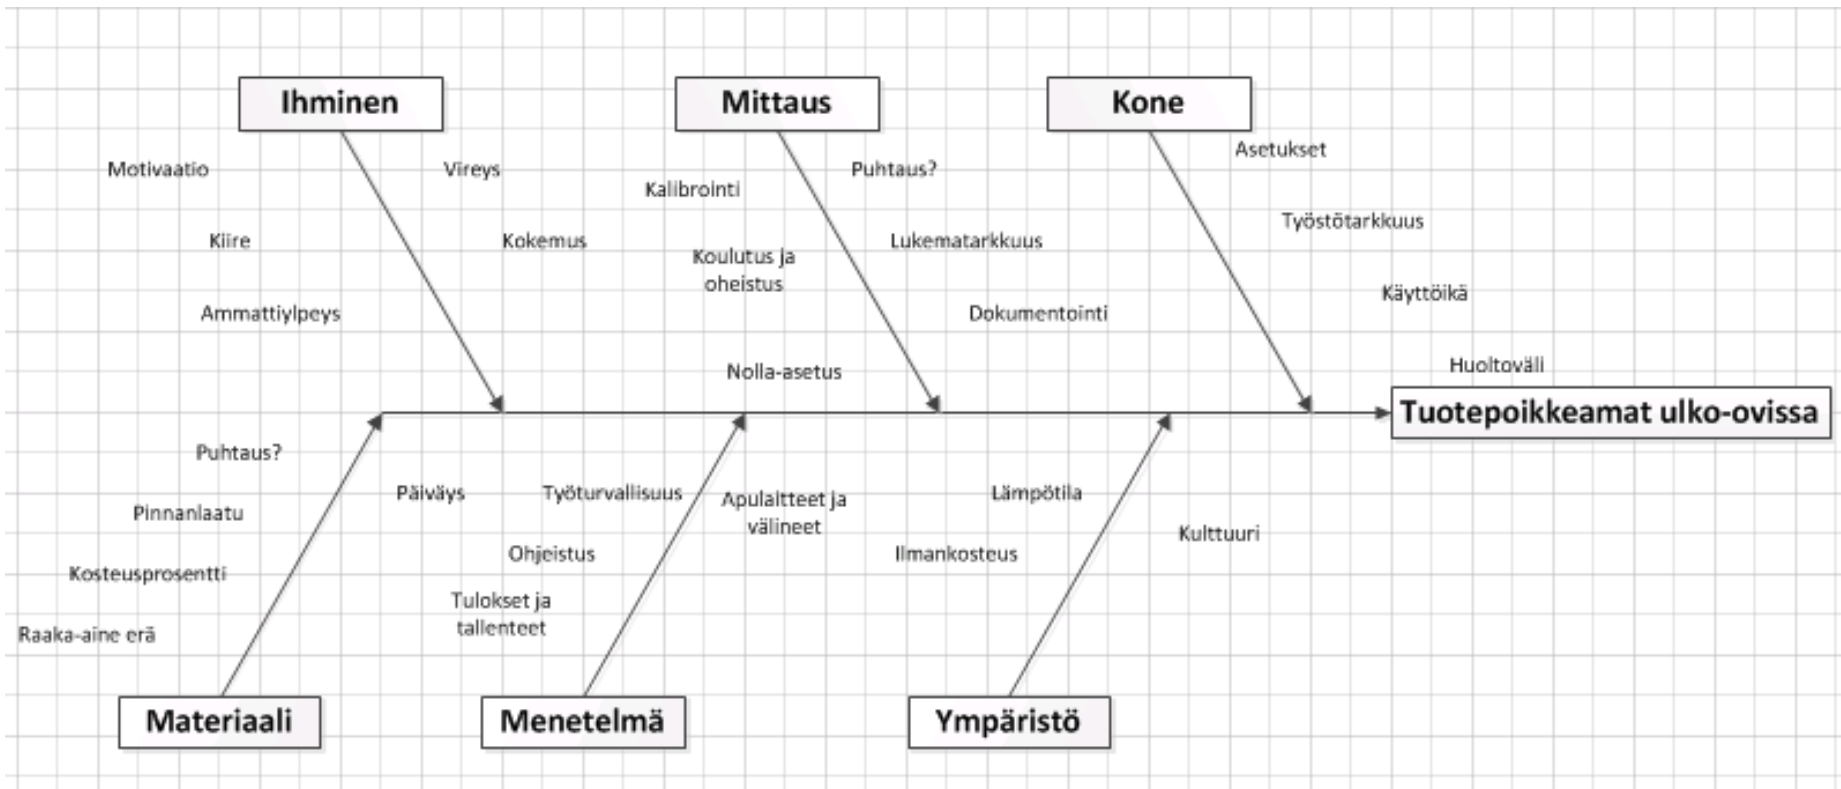 Ihminen
Mittaus
Kone
Asetukset
Motivaatio
Vireys
Kalibrointi
Puhtaus?
Työstötarkkuus
Kiire
Kokemus
Koulutus ja
oheistus
Lukematarkkuus
Käyttöikä
Ammattiylpeys
Dokumentointi
Nolla-asetus
Huoltoväli
Tuotepoikkeamat ulko-ovissa
Puhtaus?
Päiväys
Työturvallisuus
Apulaitteet ja
välineet
Lämpötila
Pinnanlaatu
Kulttuuri
Ohjeistus
Ilmankosteus
Kosteusprosentti
Tulokset ja
tallenteet
Raaka-aine erä
Materiaali
Menetelmä
Ympäristö